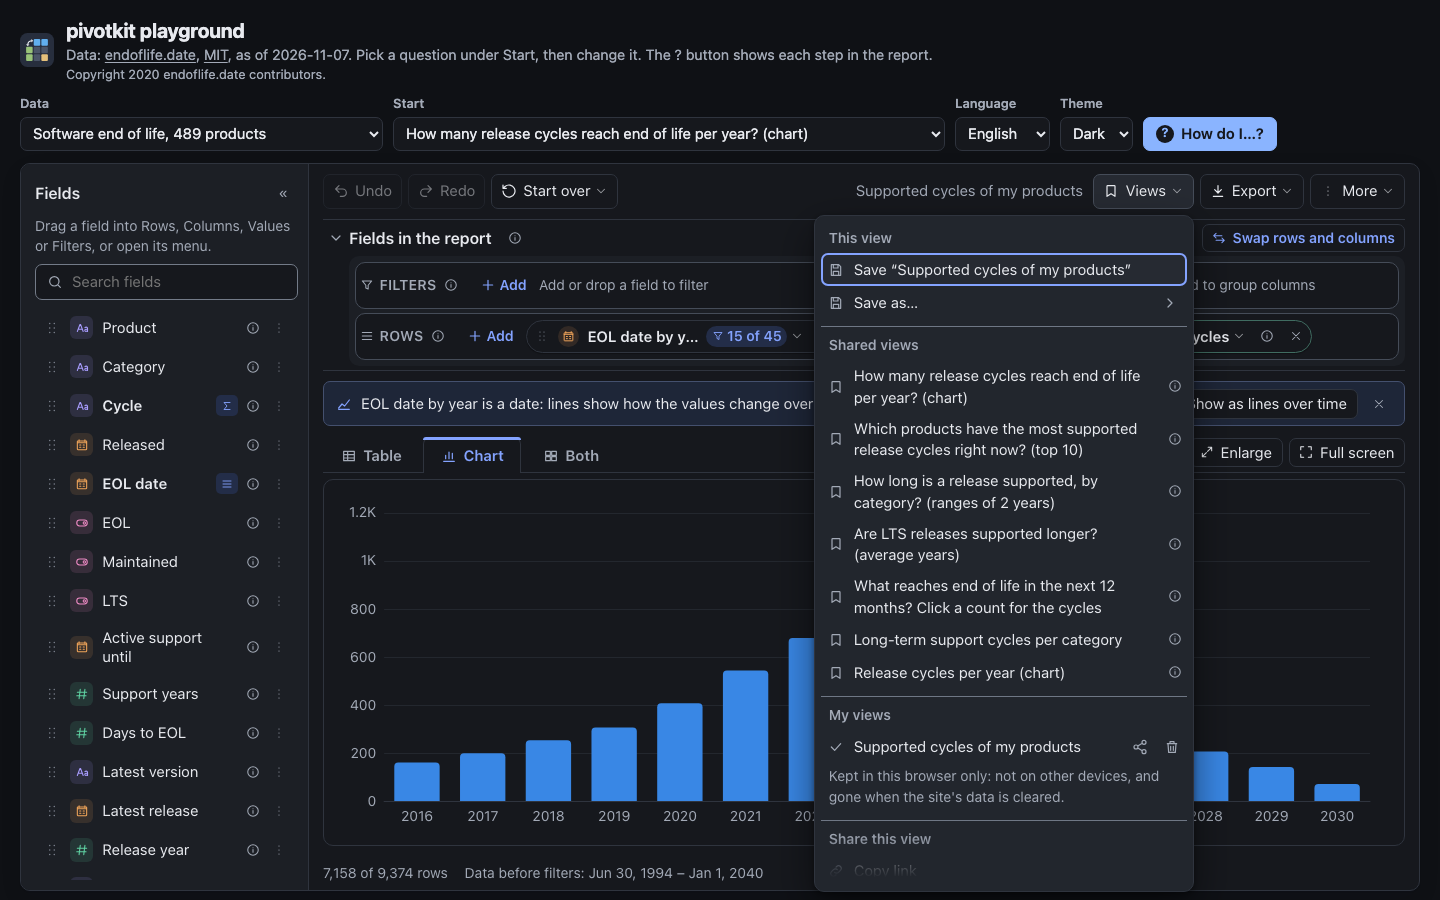 pivotkit playground
Data: endoflife.date, MIT, as of 2026-11-07. Pick a question under Start, then change it. The ? button shows each step in the report.
Copyright 2020 endoflife.date contributors.
Data
Start
Language
Theme
Software end of life, 489 products
How many release cycles reach end of life per year? (chart)
English
Dark
? How do I...?
Fields
«
Drag a field into Rows, Columns, Values
or Filters, or open its menu.
Search fields
Aa Product
Aa Category
Aa Cycle Σ
Released
EOL date
EOL
Maintained
LTS
Active support
until
# Support years
# Days to EOL
Aa Latest version
Latest release
# Release year
Undo
Redo
Start over
Supported cycles of my products
Views
Export
More
Fields in the report
Swap rows and columns
FILTERS
+ Add
Add or drop a field to filter
d to group columns
ROWS
+ Add
EOL date by y...
15 of 45
ycles
EOL date by year is a date: lines show how the values change over
Show as lines over time
Table
Chart
Both
Enlarge
Full screen
1.2K
1K
800
600
400
200
0
2016
2017
2018
2019
2020
2021
2028
2029
2030
7,158 of 9,374 rows
Data before filters: Jun 30, 1994 – Jan 1, 2040
This view
Save “Supported cycles of my products”
Save as...
Shared views
How many release cycles reach end of life
per year? (chart)
Which products have the most supported
release cycles right now? (top 10)
How long is a release supported, by
category? (ranges of 2 years)
Are LTS releases supported longer?
(average years)
What reaches end of life in the next 12
months? Click a count for the cycles
Long-term support cycles per category
Release cycles per year (chart)
My views
Supported cycles of my products
Kept in this browser only: not on other devices, and
gone when the site's data is cleared.
Share this view
Copy link